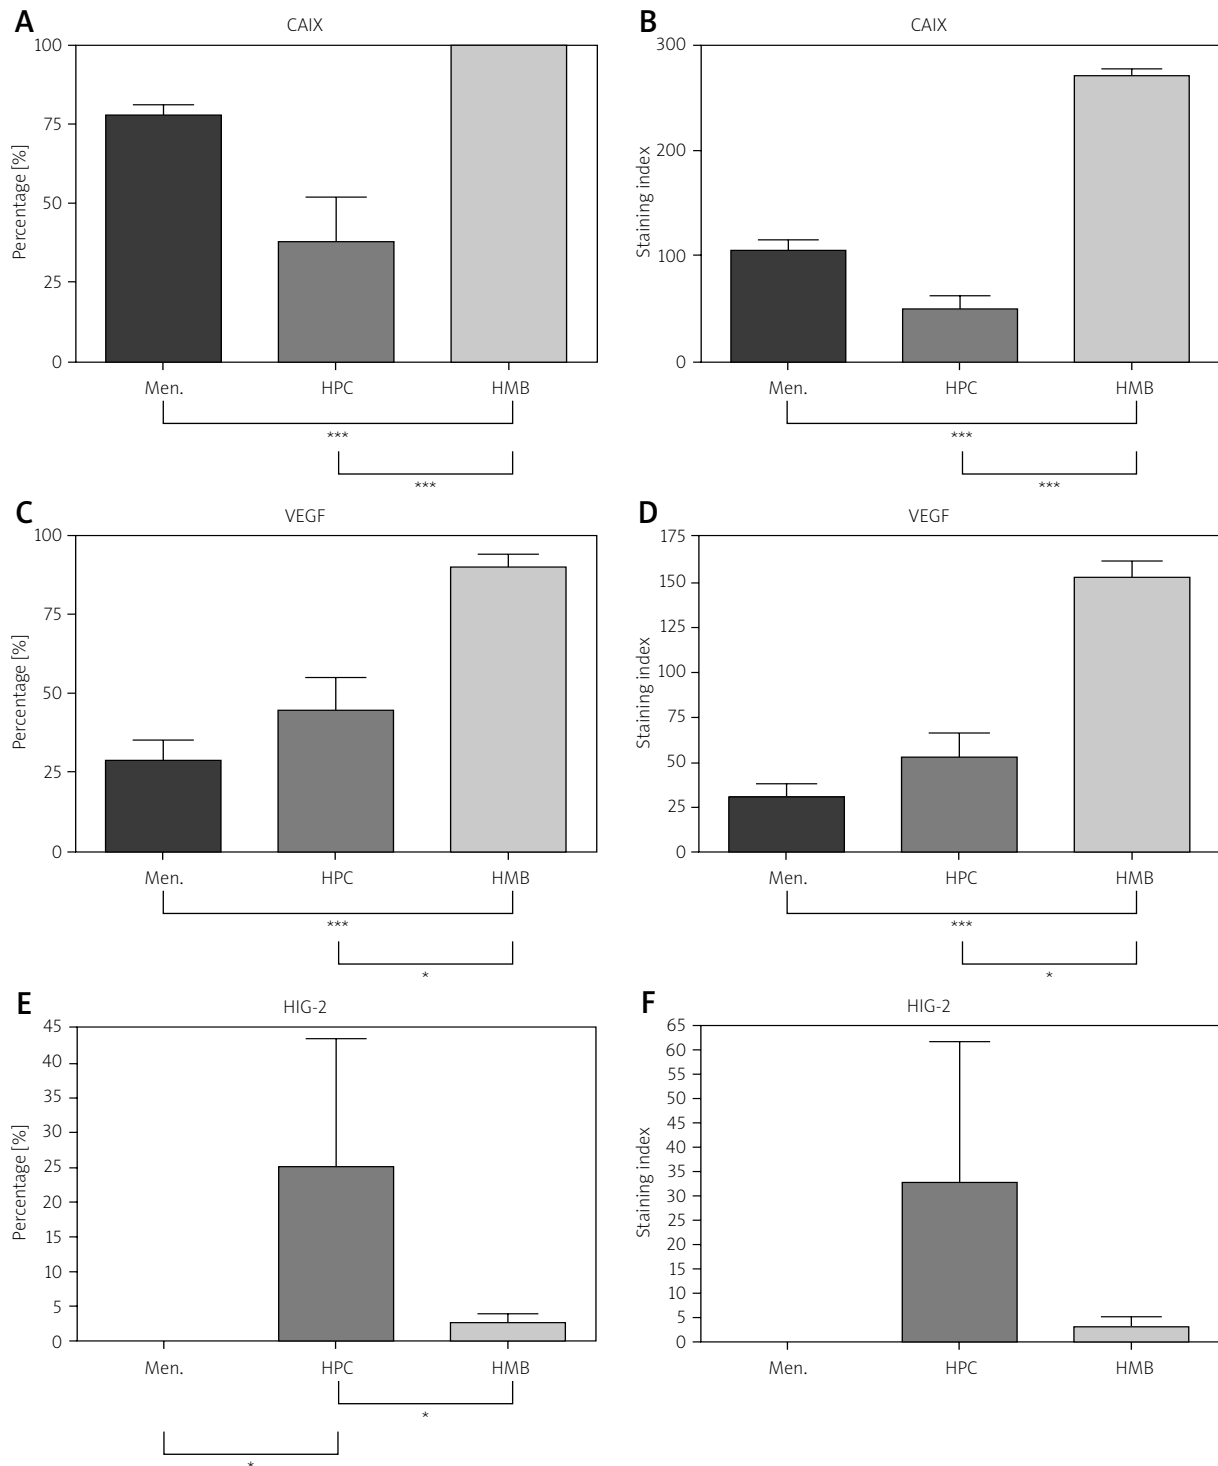 A
CAIX
Percentage [%]
100
75
50
25
0
Men.
HPC
HMB
***
***
B
CAIX
Staining index
300
200
100
0
Men.
HPC
HMB
***
***
C
VEGF
Percentage [%]
100
75
50
25
0
Men.
HPC
HMB
***
*
D
VEGF
Staining index
175
150
125
100
75
50
25
0
Men.
HPC
HMB
***
*
E
HIG-2
Percentage [%]
45
40
35
30
25
20
15
10
5
0
Men.
HPC
HMB
*
*
F
HIG-2
Staining index
65
60
55
50
45
40
35
30
25
20
15
10
5
0
Men.
HPC
HMB